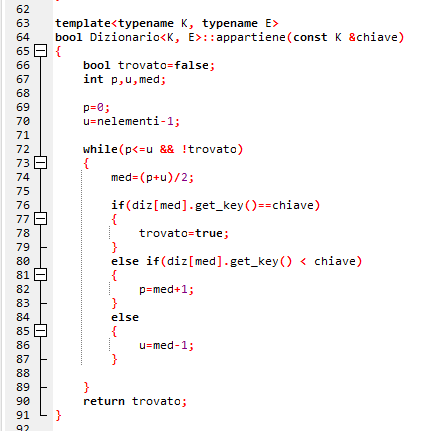 62
63 template<typename K, typename E>
64 bool Dizionario<K, E>::appartiene(const K &chiave)
65 {
66 bool trovato=false;
67 int p,u,med;
68
69 p=0;
70 u=nelementi-1;
71
72 while(p<=u && !trovato)
73 {
74 med=(p+u)/2;
75
76 if(diz[med].get_key()==chiave)
77 {
78 trovato=true;
79 }
80 else if(diz[med].get_key() < chiave)
81 {
82 p=med+1;
83 }
84 else
85 {
86 u=med-1;
87 }
88
89 }
90 return trovato;
91 }
92